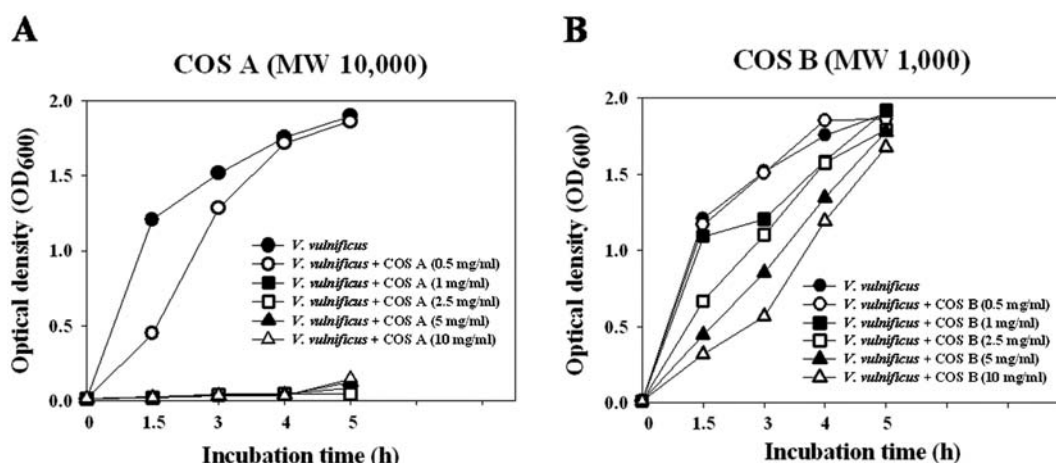 A
COS A (MW 10,000)
Optical density (OD600)
2.0
1.5
1.0
0.5
0.0
V. vulnificus
V. vulnificus + COS A (0.5 mg/ml)
V. vulnificus + COS A (1 mg/ml)
V. vulnificus + COS A (2.5 mg/ml)
V. vulnificus + COS A (5 mg/ml)
V. vulnificus + COS A (10 mg/ml)
0 1.5 3 4 5
Incubation time (h)
B
COS B (MW 1,000)
Optical density (OD600)
2.0
1.5
1.0
0.5
0.0
V. vulnificus
V. vulnificus + COS B (0.5 mg/ml)
V. vulnificus + COS B (1 mg/ml)
V. vulnificus + COS B (2.5 mg/ml)
V. vulnificus + COS B (5 mg/ml)
V. vulnificus + COS B (10 mg/ml)
0 1.5 3 4 5
Incubation time (h)